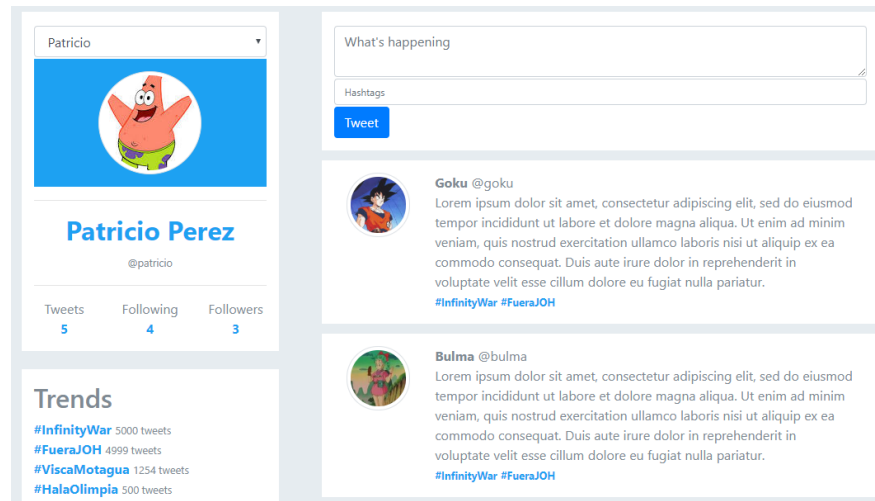 Patricio
Patricio Perez
@patricio
Tweets Following Followers
5 4 3
Trends
#InfinityWar 5000 tweets
#FueraJOH 4999 tweets
#ViscaMotagua 1254 tweets
#HalaOlimpia 500 tweets
What's happening
Hashtags
Tweet
Goku @goku
Lorem ipsum dolor sit amet, consectetur adipiscing elit, sed do eiusmod
tempor incididunt ut labore et dolore magna aliqua. Ut enim ad minim
veniam, quis nostrud exercitation ullamco laboris nisi ut aliquip ex ea
commodo consequat. Duis aute irure dolor in reprehenderit in
voluptate velit esse cillum dolore eu fugiat nulla pariatur.
#InfinityWar #FueraJOH
Bulma @bulma
Lorem ipsum dolor sit amet, consectetur adipiscing elit, sed do eiusmod
tempor incididunt ut labore et dolore magna aliqua. Ut enim ad minim
veniam, quis nostrud exercitation ullamco laboris nisi ut aliquip ex ea
commodo consequat. Duis aute irure dolor in reprehenderit in
voluptate velit esse cillum dolore eu fugiat nulla pariatur.
#InfinityWar #FueraJOH